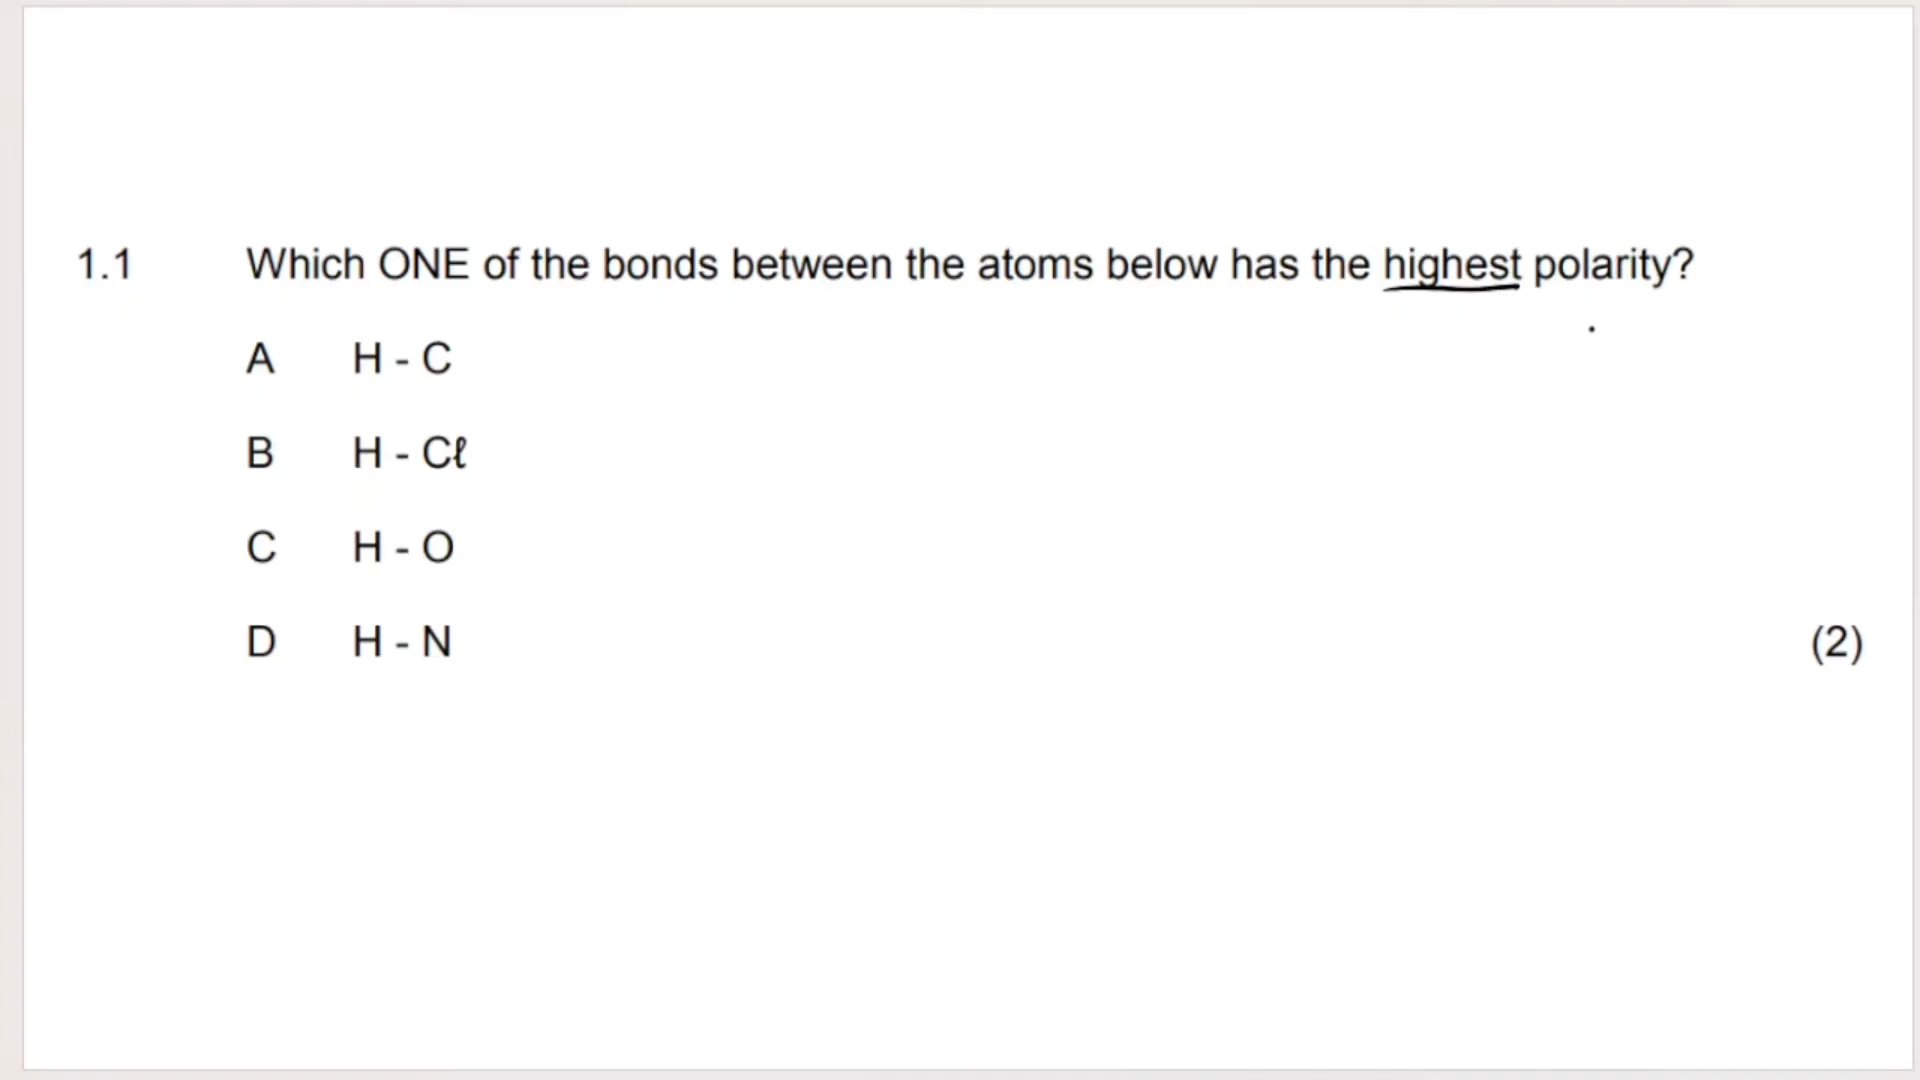 1.1 Which ONE of the bonds between the atoms below has the highest polarity?
A H - C
B H - Cℓ
C H - O
D H - N (2)